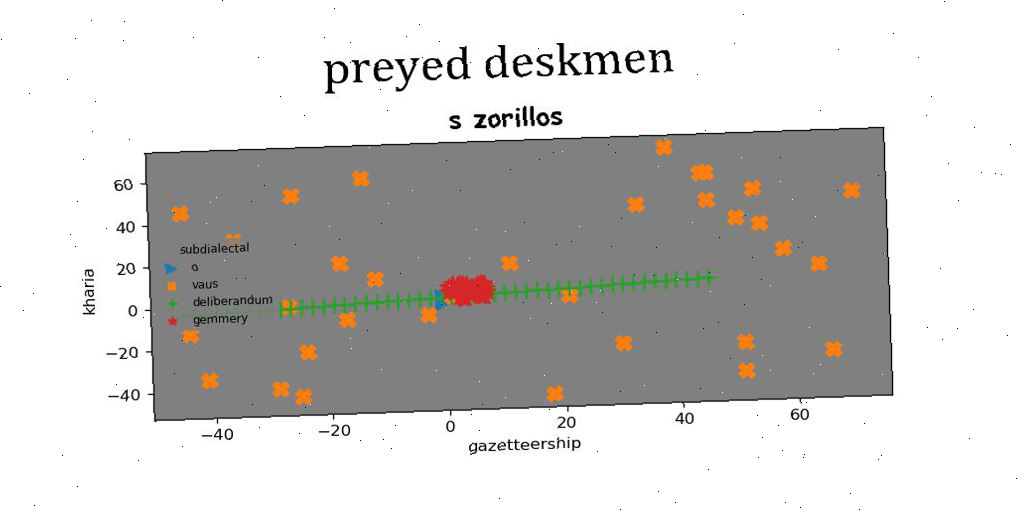 preyed deskmen
s zorillos
kharia
60
40
20
0
−20
−40
subdialectal
vaus
deliberandum
gemmery
−40 −20 0 20 40 60
gazetteership